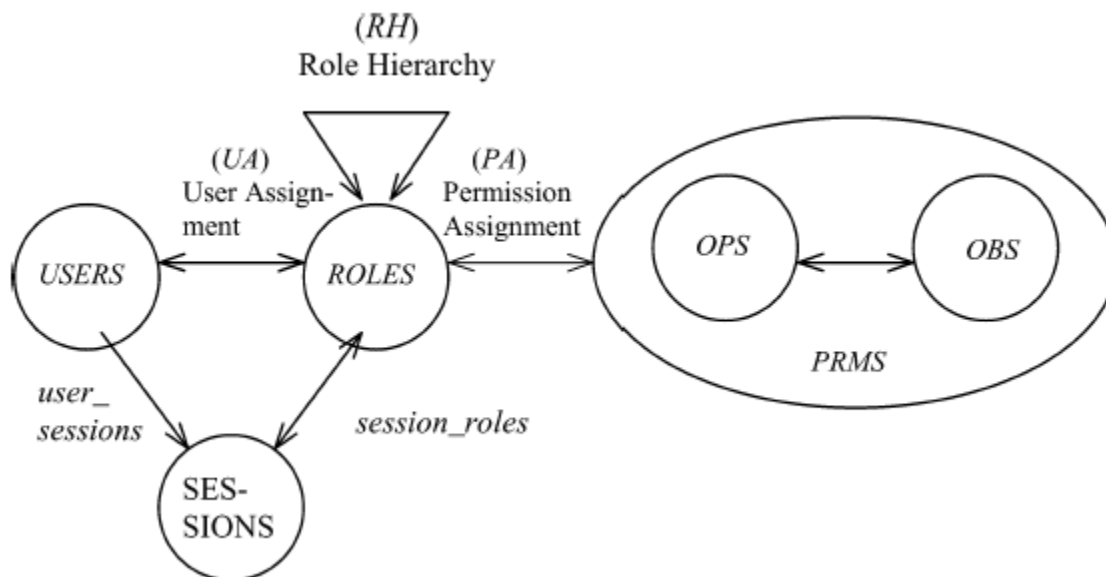 (RH)
Role Hierarchy
(UA)
User Assign-
ment
(PA)
Permission
Assignment
USERS
ROLES
OPS
OBS
PRMS
user_
sessions
session_roles
SES-
SIONS